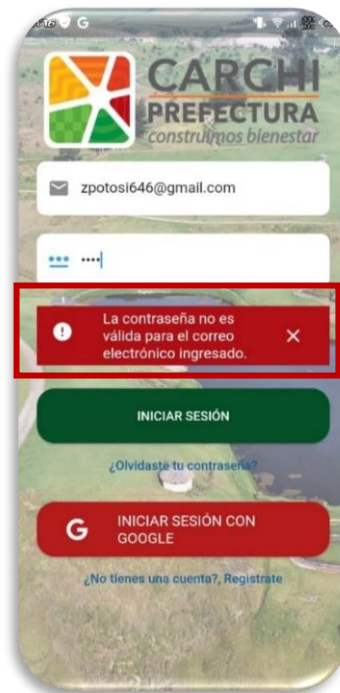 CARCHI
PREFECTURA
construimos bienestar
zpotosi646@gmail.com
La contraseña no es
válida para el correo
electrónico ingresado.
INICIAR SESIÓN
¿Olvidaste tu contraseña?
G INICIAR SESIÓN CON
GOOGLE
¿No tienes una cuenta?, Registrate